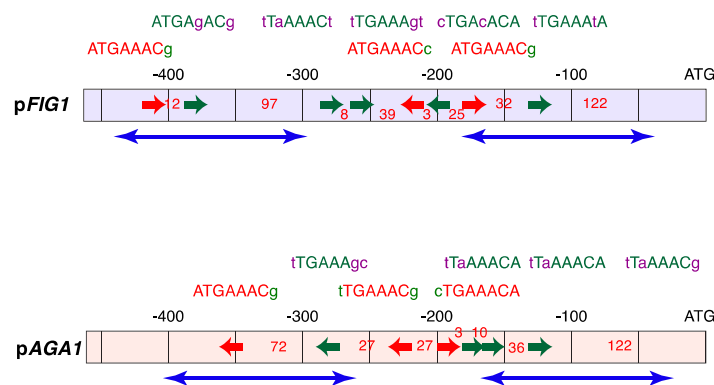 ATGAgACg tTaAAACt tTGAAAgt cTGAcACA tTGAAAtA
ATGAAACg ATGAAACc ATGAAACg
-400 -300 -200 -100 ATG
pFIG1 12 97 8 39 3 25 32 122
tTGAAAgc tTaAAACA tTaAAACA tTaAAACg
ATGAAACg tTGAAACg cTGAAACA
-400 -300 -200 -100 ATG
pAGA1 72 27 27 3 10 36 122